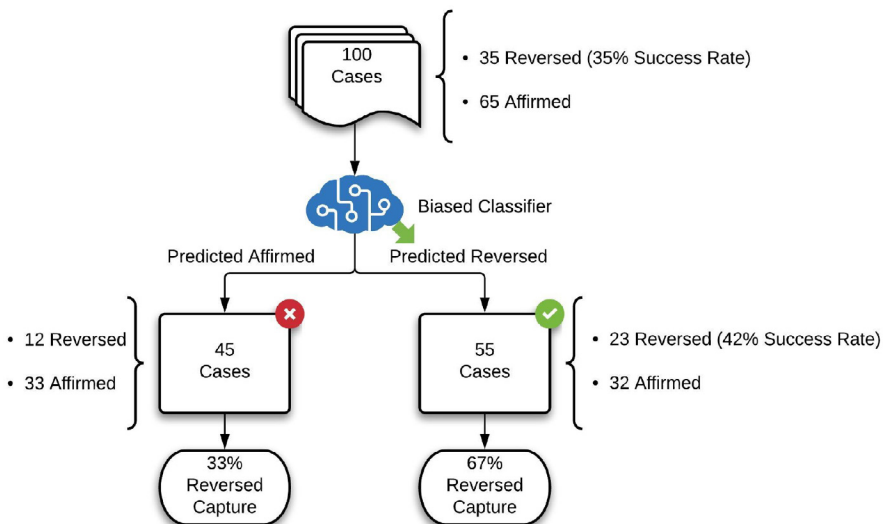 100
Cases
• 35 Reversed (35% Success Rate)
• 65 Affirmed
Biased Classifier
Predicted Affirmed
Predicted Reversed
• 12 Reversed
• 33 Affirmed
45
Cases
55
Cases
• 23 Reversed (42% Success Rate)
• 32 Affirmed
33%
Reversed
Capture
67%
Reversed
Capture